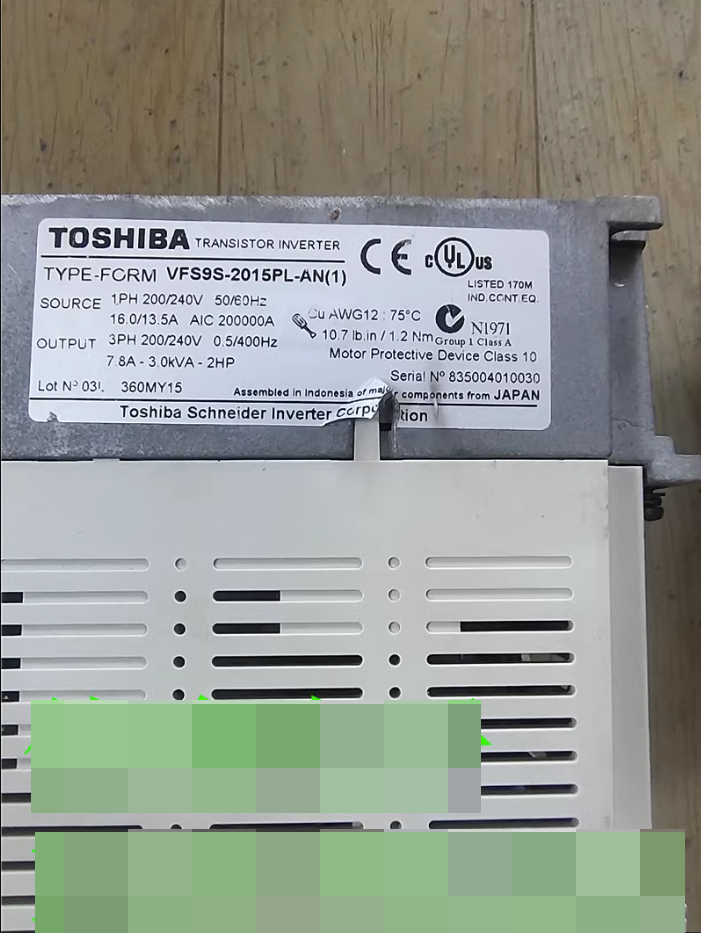 TOSHIBA TRANSISTOR INVERTER
CE c UL US
TYPE-FORM VFS9S-2015PL-AN(1)
LISTED 170M
IND.CONT.EQ.
SOURCE 1PH 200/240V 50/60Hz
16.0/13.5A AIC 200000A
Cu AWG12 : 75°C
10.7 lb.in / 1.2 Nm
N1971
Group 1 Class A
OUTPUT 3PH 200/240V 0.5/400Hz
7.8A - 3.0kVA - 2HP
Motor Protective Device Class 10
Serial Nº 835004010030
Lot Nº 360MY15
Assembled in Indonesia of major components from JAPAN
Toshiba Schneider Inverter